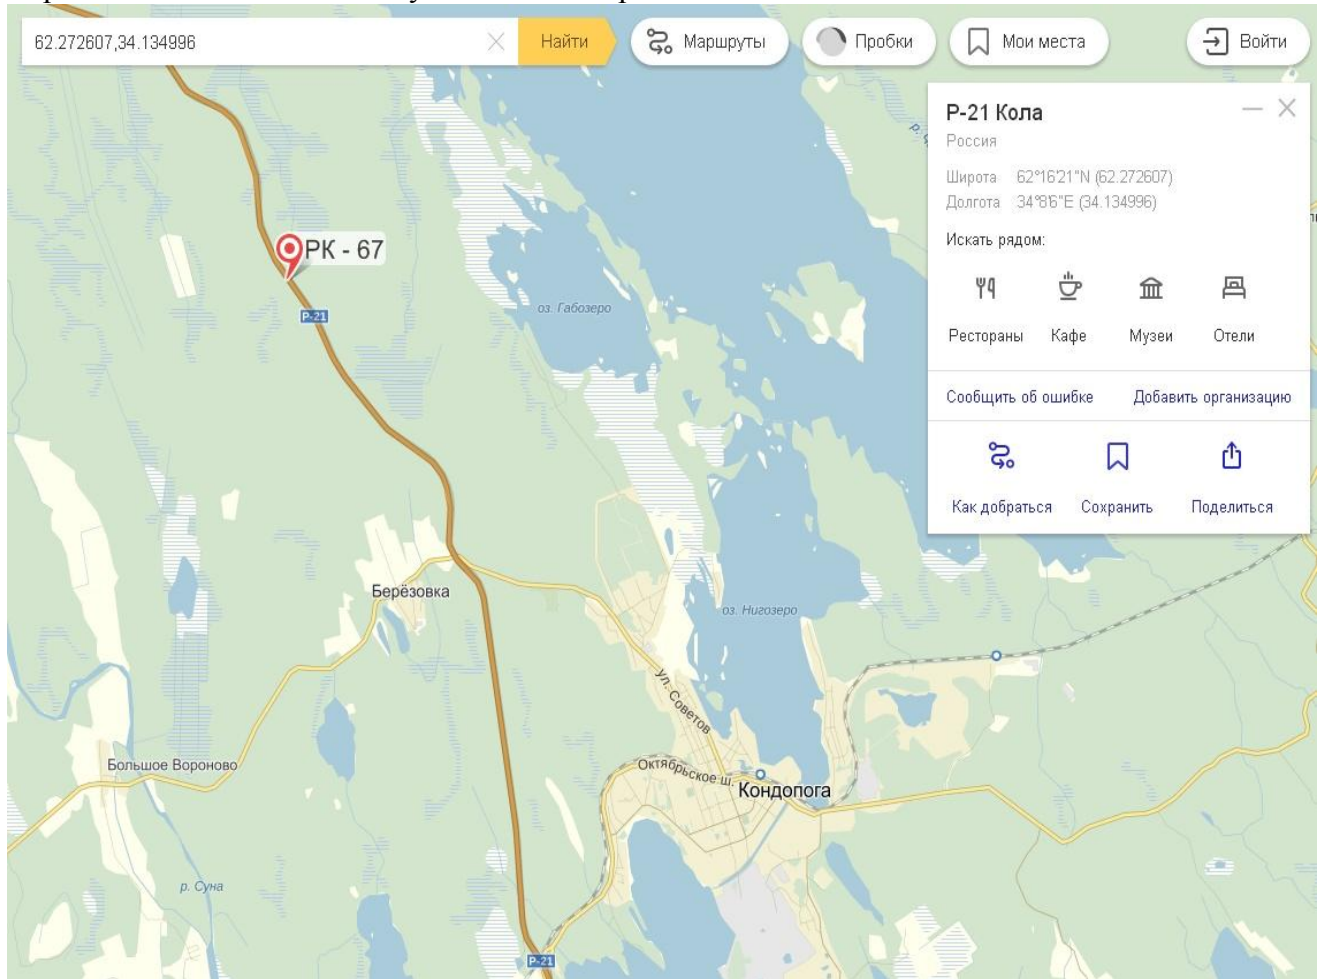 62.272607,34.134996
Найти
Маршруты
Пробки
Мои места
Войти
Р-21 Кола
Россия
Широта 62°16'21"N (62.272607)
Долгота 34°8'6"E (34.134996)
Искать рядом:
Рестораны
Кафе
Музеи
Отели
Сообщить об ошибке
Добавить организацию
Как добраться
Сохранить
Поделиться
РК - 67
Р-21
оз. Габозеро
Берёзовка
оз. Нигозеро
ул. Советов
Большое Вороново
Октябрьское ш.
Кондопога
р. Суна
Р-21